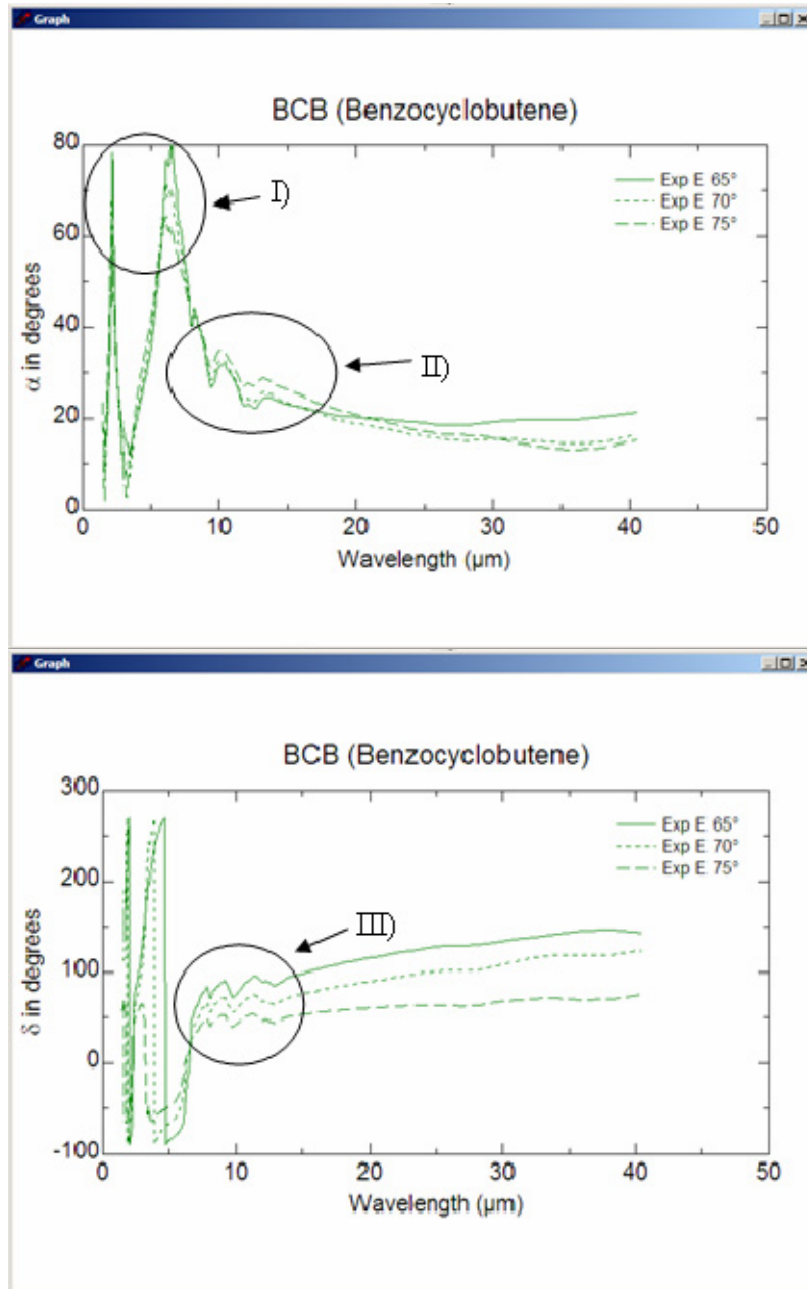 Graph
BCB (Benzocyclobutene)
80
60
40
20
0
α in degrees
0 10 20 30 40 50
Wavelength (µm)
Exp E 65°
Exp E 70°
Exp E 75°
I)
II)
Graph
BCB (Benzocyclobutene)
300
200
100
0
-100
δ in degrees
0 10 20 30 40 50
Wavelength (µm)
Exp E 65°
Exp E 70°
Exp E 75°
III)